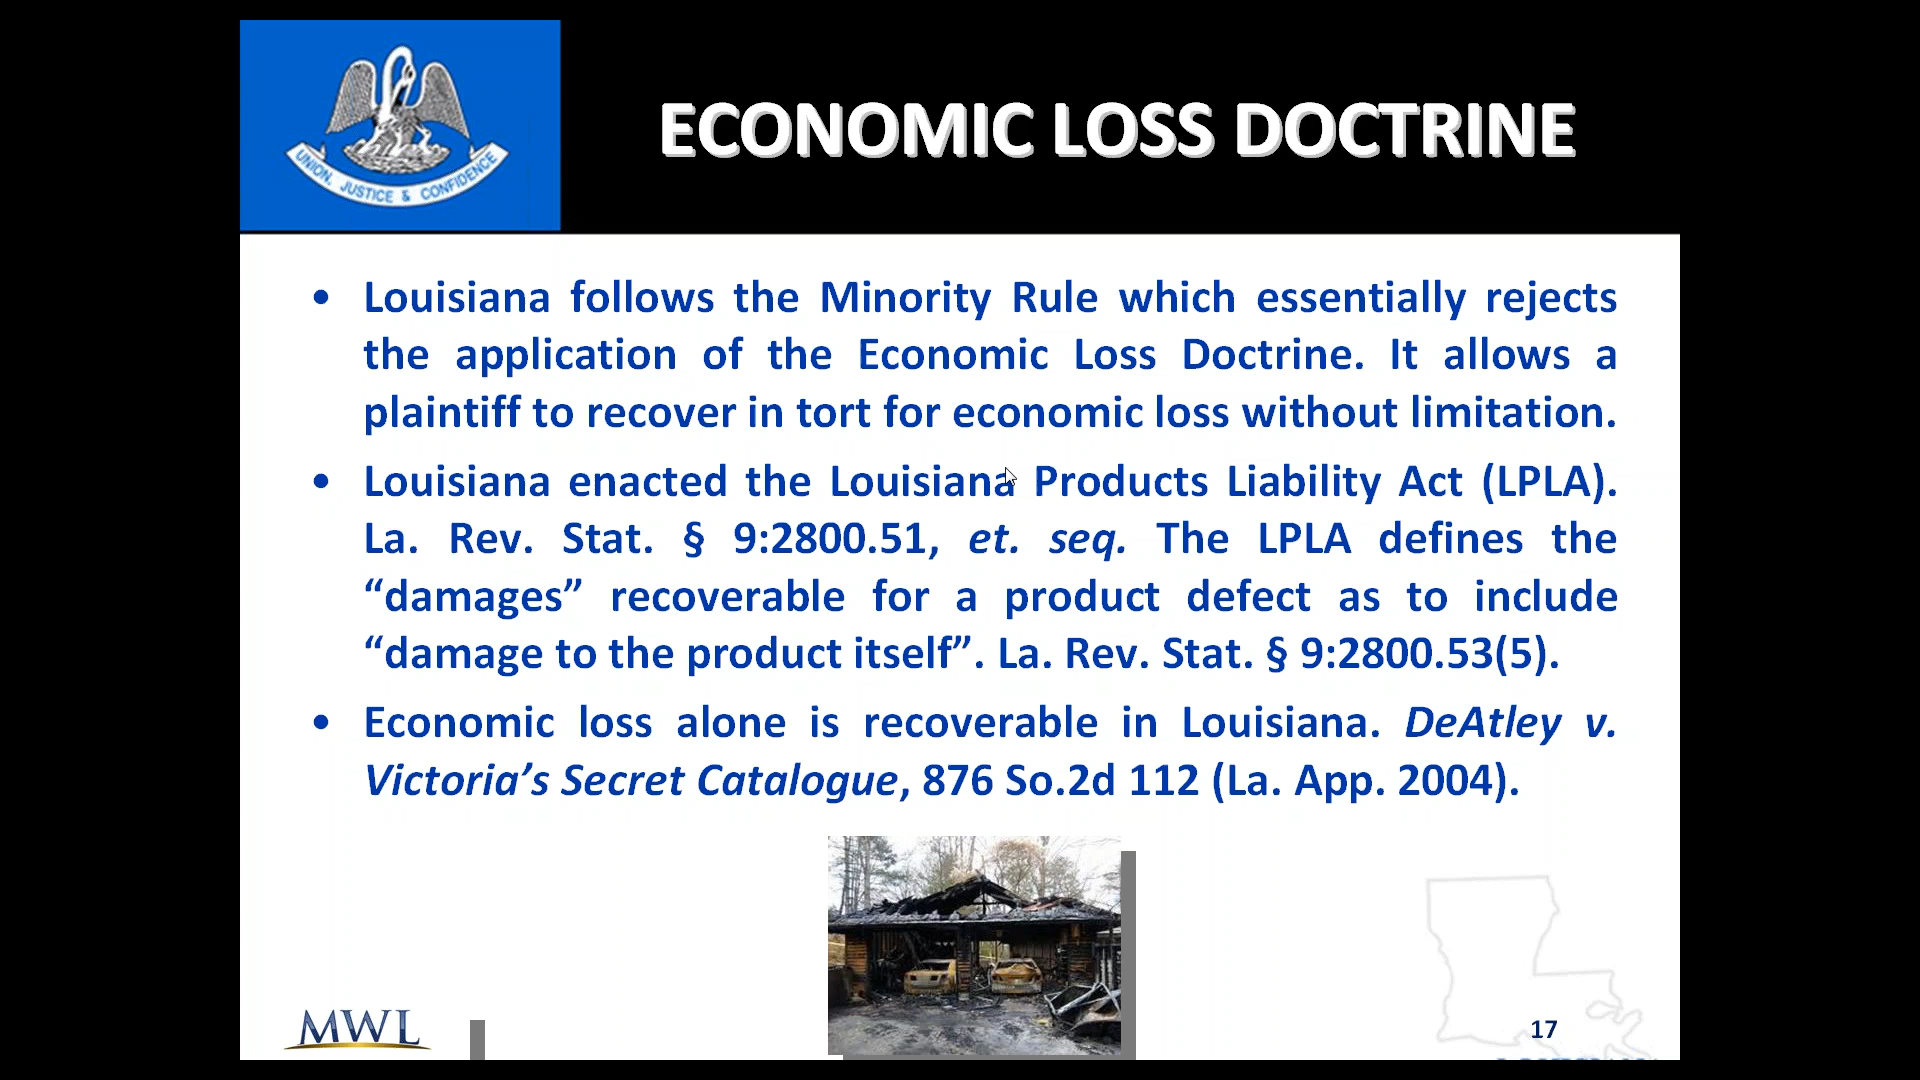 UNION, JUSTICE & CONFIDENCE
ECONOMIC LOSS DOCTRINE
• Louisiana follows the Minority Rule which essentially rejects
the application of the Economic Loss Doctrine. It allows a
plaintiff to recover in tort for economic loss without limitation.
• Louisiana enacted the Louisiana Products Liability Act (LPLA).
La. Rev. Stat. § 9:2800.51, et. seq. The LPLA defines the
“damages” recoverable for a product defect as to include
“damage to the product itself”. La. Rev. Stat. § 9:2800.53(5).
• Economic loss alone is recoverable in Louisiana. DeAtley v.
Victoria’s Secret Catalogue, 876 So.2d 112 (La. App. 2004).
MWL
17